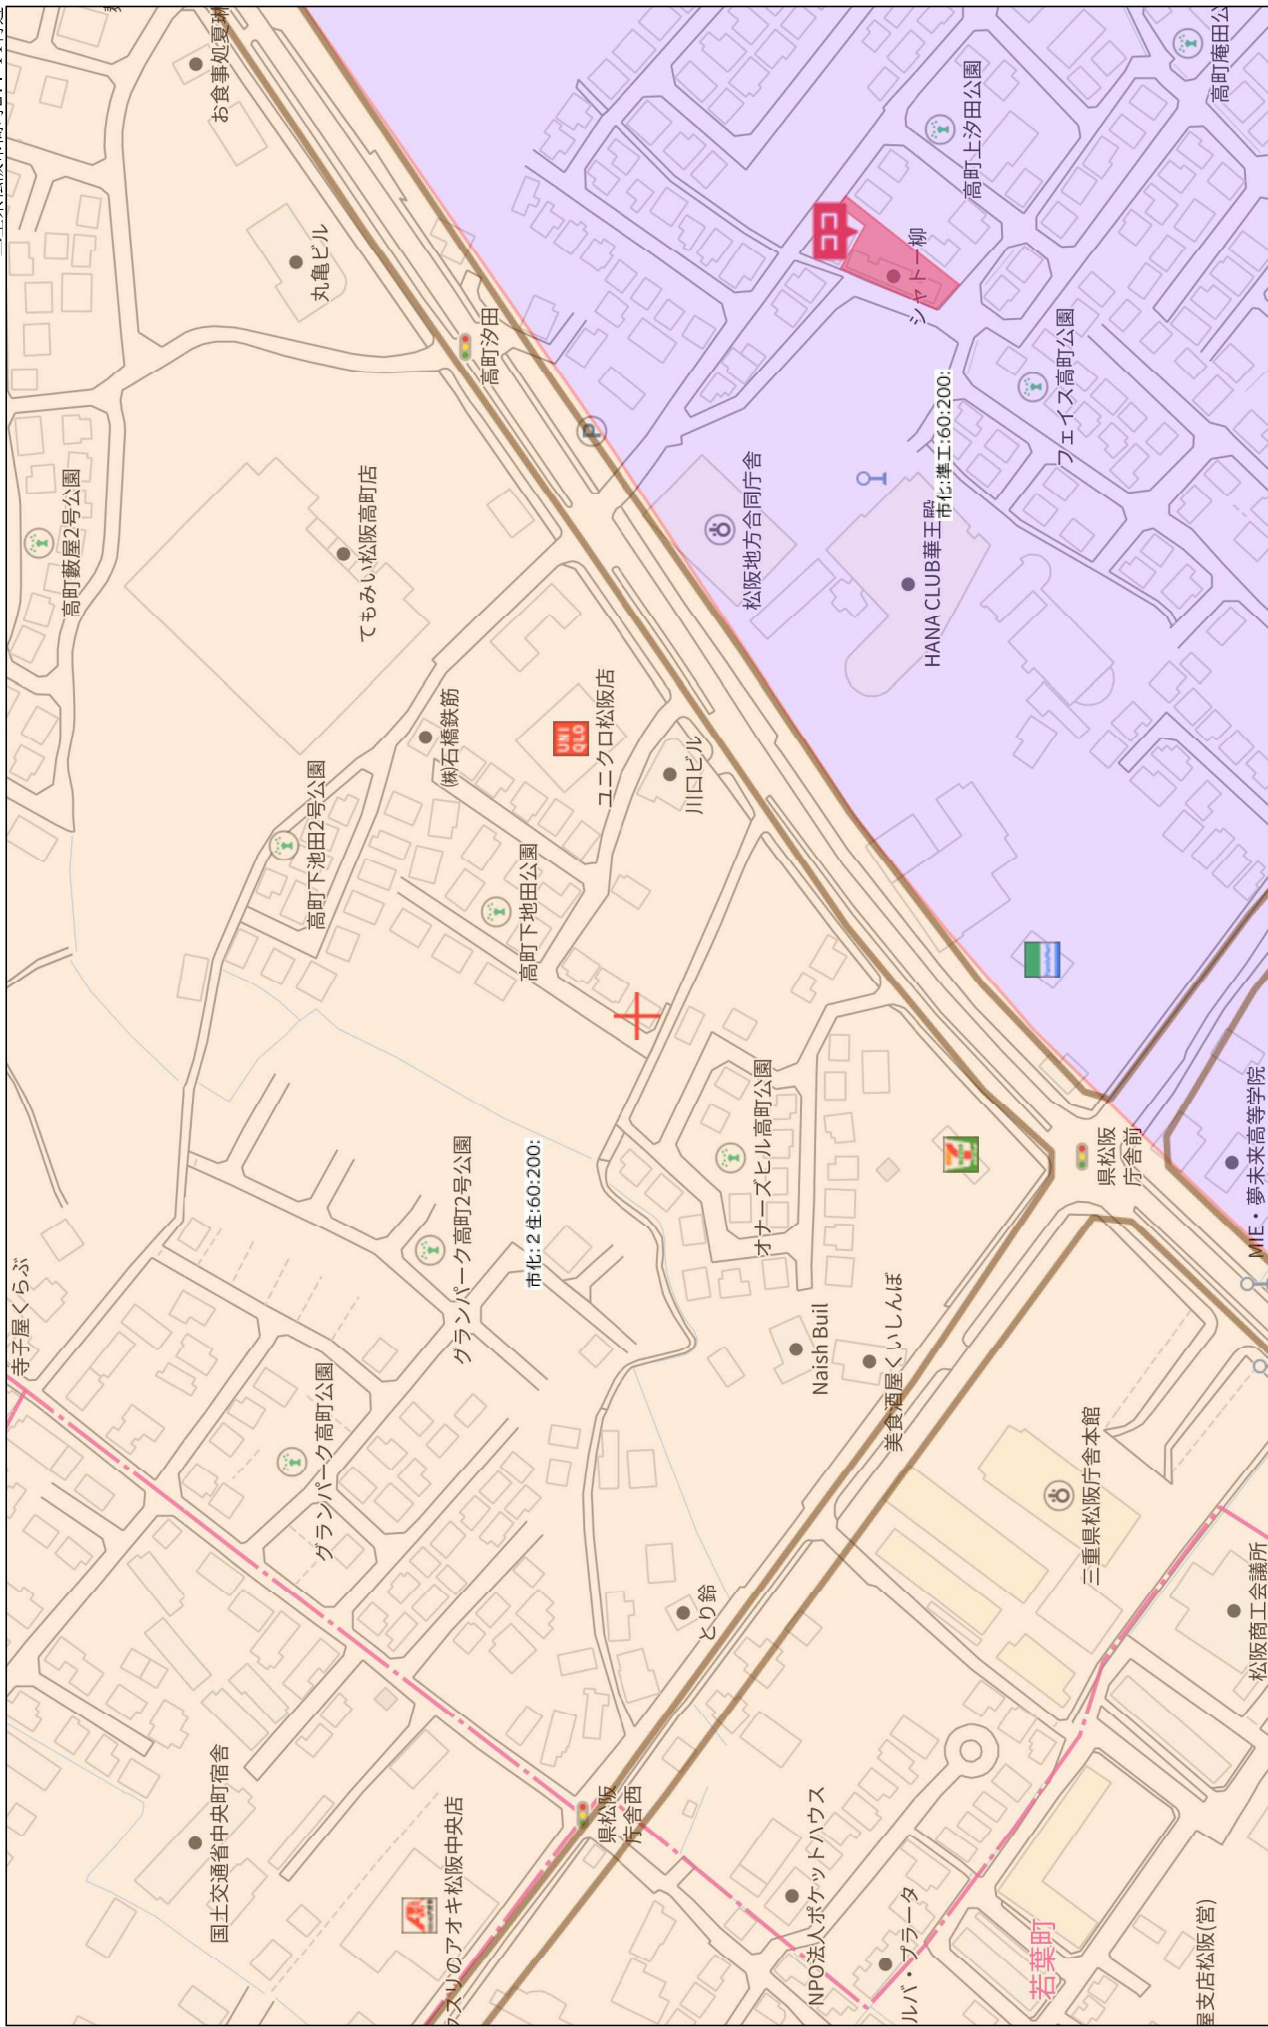 お食事処夏琳
高町庵田公
高町上汐田公園
ココ
シャトー柳
丸亀ビル
高町汐田
フェイス高町公園
P
市化:準工:60:200:
高町藪屋2号公園
てもみい松阪高町店
松阪地方合同庁舎
HANA CLUB華王殿
㈱石橋鉄筋
UNI
QLO
ユニクロ松阪店
川口ビル
高町下池田2号公園
高町下地田公園
オナーズヒル高町公園
県松阪
庁舎前
MIE・夢未来高等学院
グランパーク高町2号公園
市化:2住:60:200:
寺子屋くらぶ
グランパーク高町公園
Naish Buil
美食酒屋くいしんぼ
三重県松阪庁舎本館
とり鈴
松阪商工会議所
国土交通省中央町宿舎
県松阪
庁舎西
スリのアオキ松阪中央店
NPO法人ポケットハウス
ルバ・プラータ
若葉町
屋支店松阪(営)